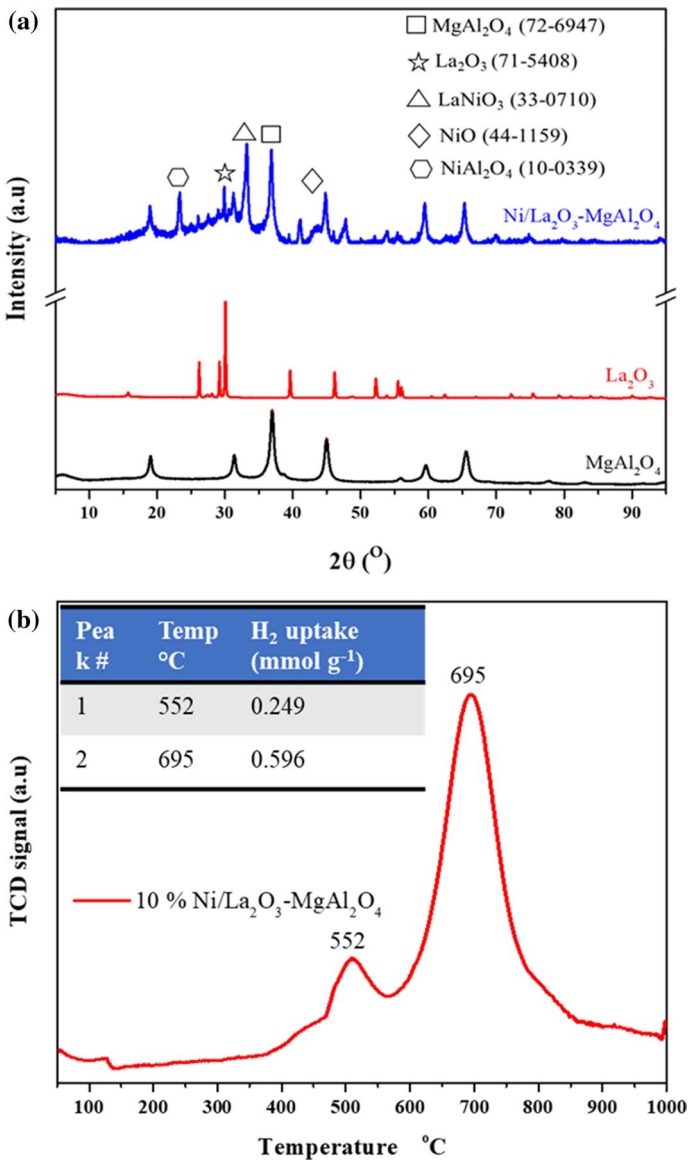 (a)
MgAl₂O₄ (72-6947)
La₂O₃ (71-5408)
LaNiO₃ (33-0710)
NiO (44-1159)
NiAl₂O₄ (10-0339)
Ni/La₂O₃-MgAl₂O₄
La₂O₃
MgAl₂O₄
Intensity (a.u)
10 20 30 40 50 60 70 80 90
2θ (°)
(b)
Pea Temp H₂ uptake
k # °C (mmol g⁻¹)
1 552 0.249
2 695 0.596
695
10 % Ni/La₂O₃-MgAl₂O₄
552
TCD signal (a.u)
100 200 300 400 500 600 700 800 900 1000
Temperature °C